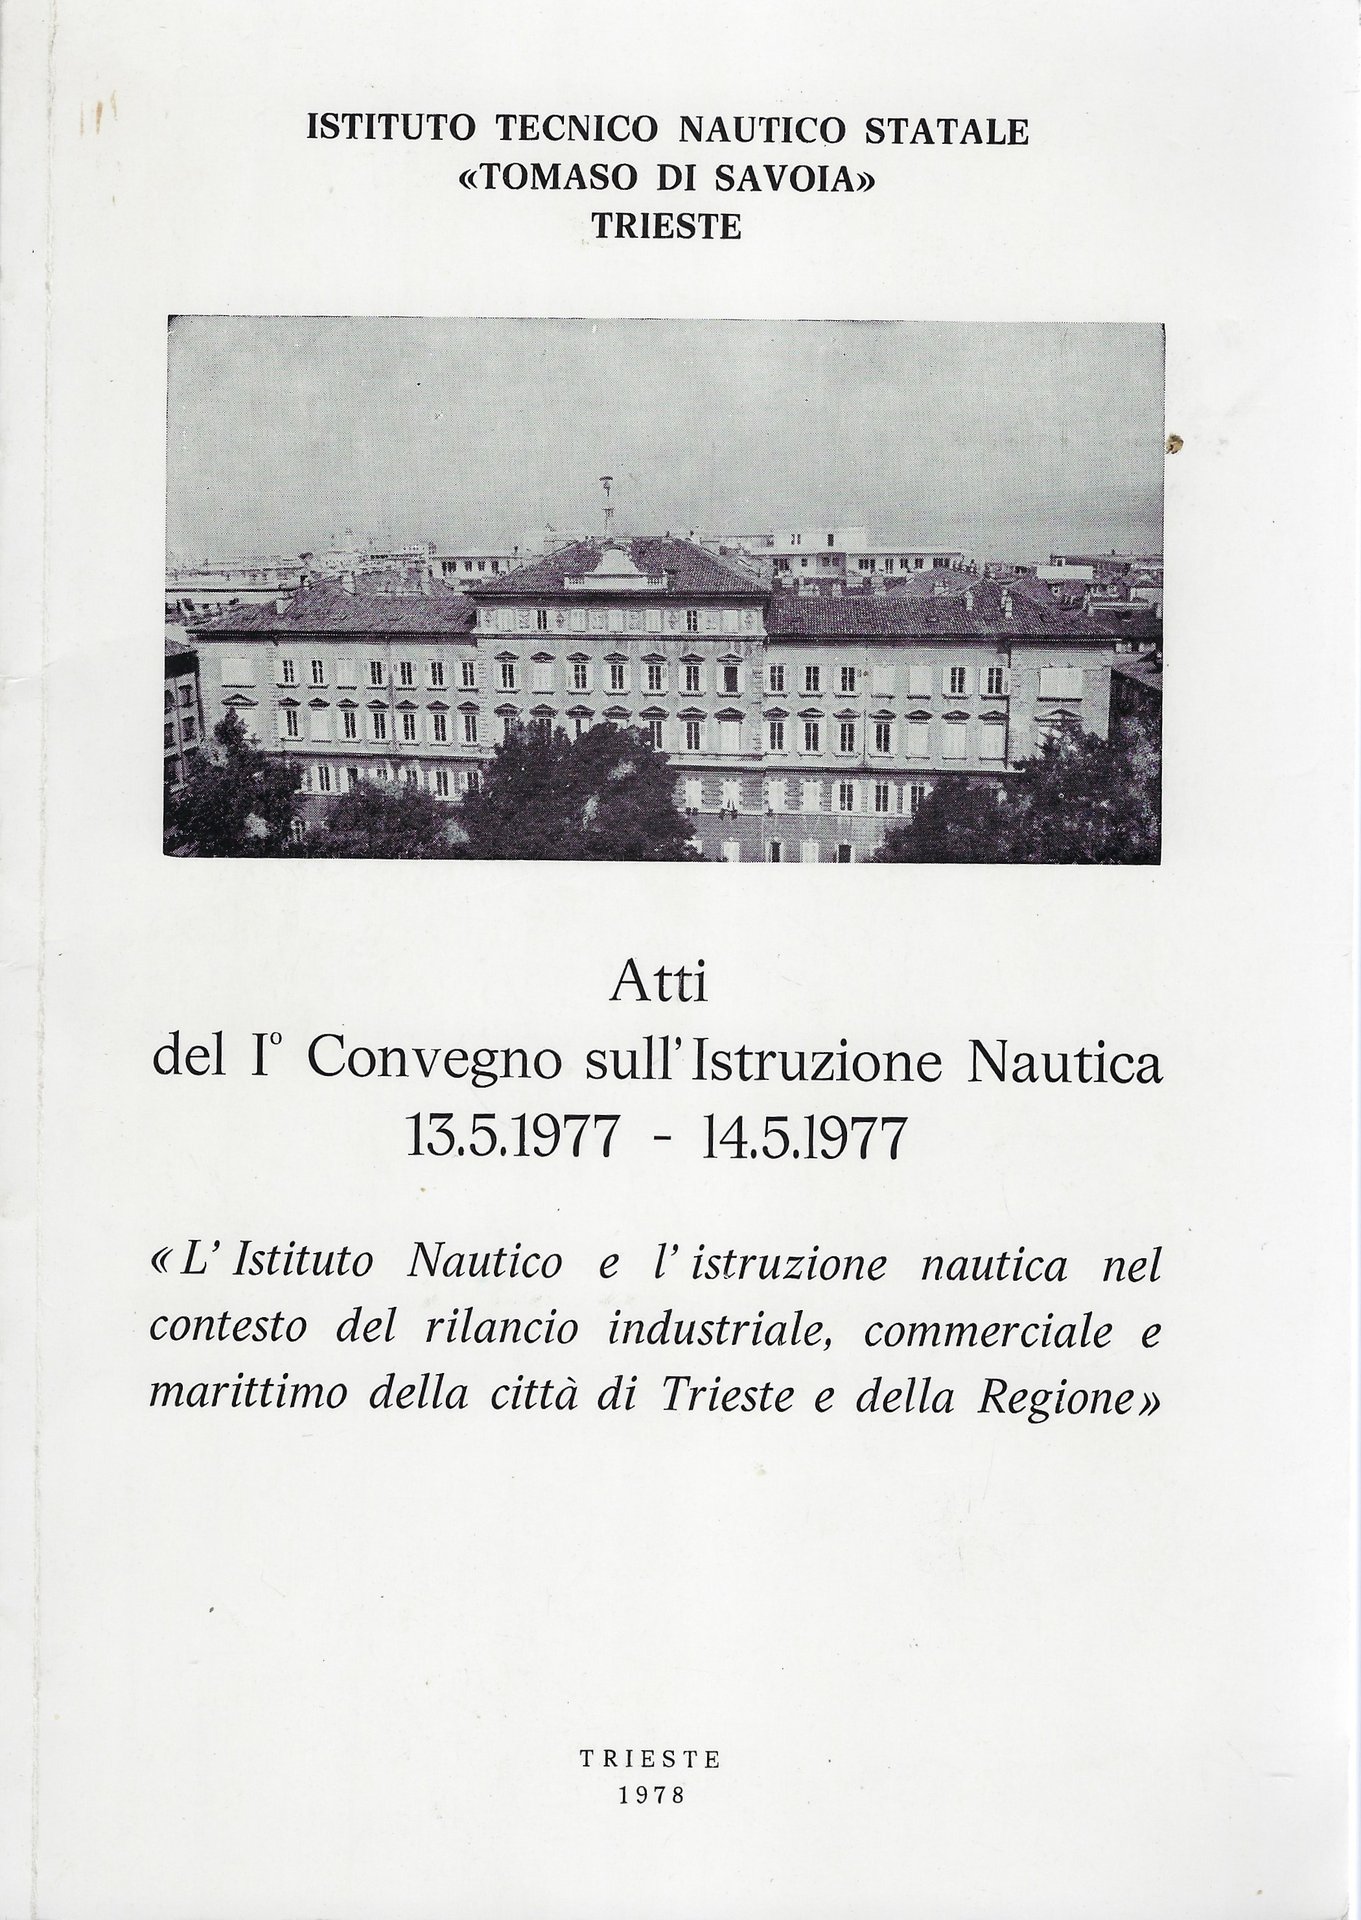 ISTITUTO TECNICO NAUTICO STATALE
«TOMASO DI SAVOIA»
TRIESTE
Atti
del I° Convegno sull'Istruzione Nautica
13.5.1977 - 14.5.1977
«L'Istituto Nautico e l'istruzione nautica nel
contesto del rilancio industriale, commerciale e
marittimo della città di Trieste e della Regione»
TRIESTE
1978